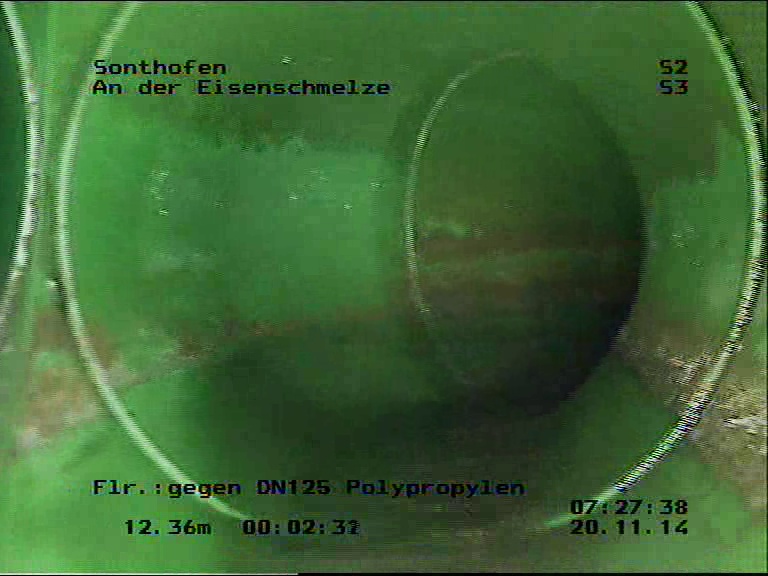 Sonthofen S2
An der Eisenschmelze S3
Flr.:gegen DN125 Polypropylen
07:27:38
12.36m 00:02:32 20.11.14